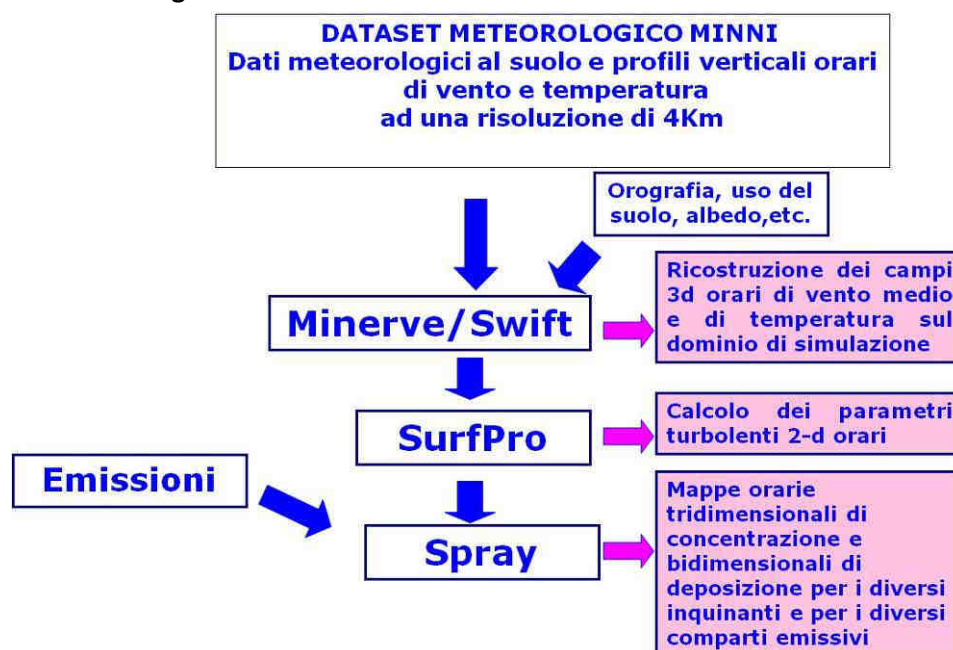 DATASET METEOROLOGICO MINNI
Dati meteorologici al suolo e profili verticali orari
di vento e temperatura
ad una risoluzione di 4Km
Orografia, uso del
suolo, albedo,etc.
Minerve/Swift
Ricostruzione dei campi
3d orari di vento medio
e di temperatura sul
dominio di simulazione
SurfPro
Calcolo dei parametri
turbolenti 2-d orari
Emissioni
Spray
Mappe orarie
tridimensionali di
concentrazione e
bidimensionali di
deposizione per i diversi
inquinanti e per i diversi
comparti emissivi